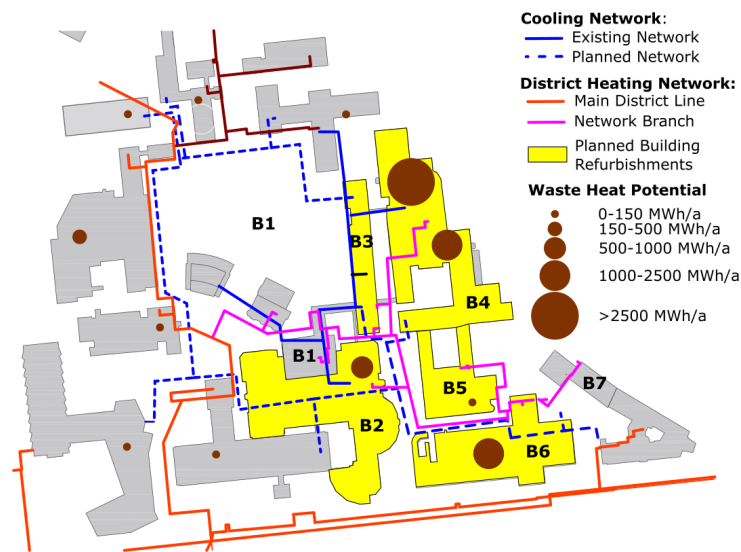 Cooling Network:
Existing Network
Planned Network
District Heating Network:
Main District Line
Network Branch
Planned Building
Refurbishments
Waste Heat Potential
0-150 MWh/a
150-500 MWh/a
500-1000 MWh/a
1000-2500 MWh/a
>2500 MWh/a
B1
B3
B4
B1
B5
B7
B2
B6